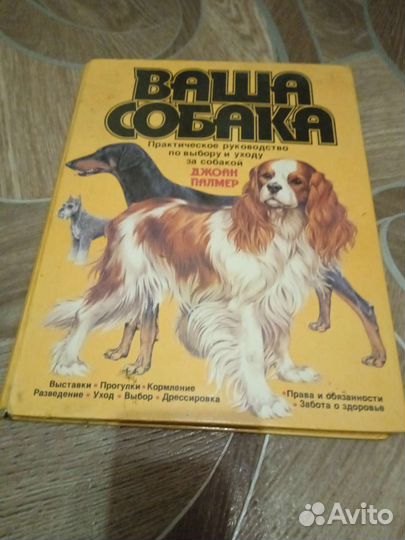 ВАША
СОБАКА
Практическое руководство
по выбору и уходу
за собакой
ДЖОАН
ПАЛМЕР
Выставки • Прогулки • Кормление
Разведение • Уход • Выбор • Дрессировка
• Права и обязанности
• Забота о здоровье
Avito